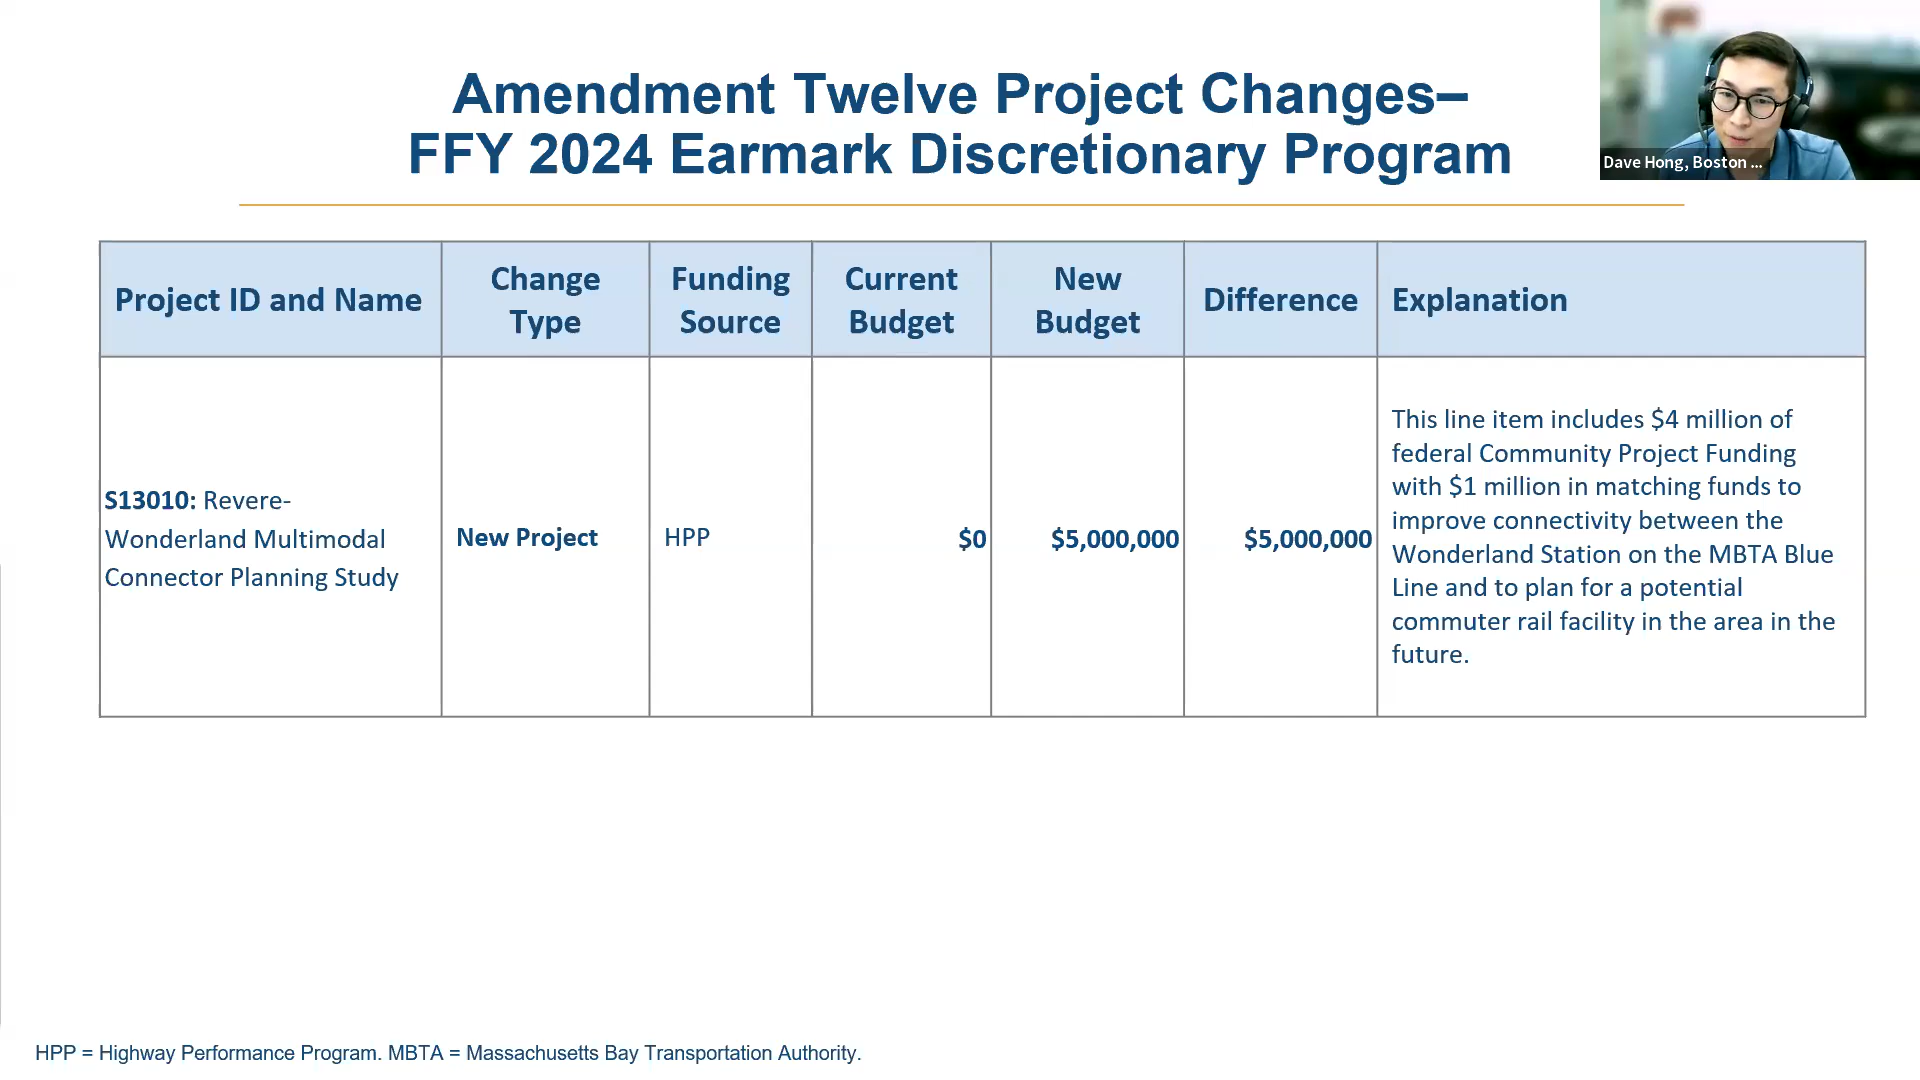 Amendment Twelve Project Changes–
FFY 2024 Earmark Discretionary Program
Dave Hong, Boston ...
Project ID and Name
Change
Type
Funding
Source
Current
Budget
New
Budget
Difference
Explanation
S13010: Revere-
Wonderland Multimodal
Connector Planning Study
New Project
HPP
$0
$5,000,000
$5,000,000
This line item includes $4 million of
federal Community Project Funding
with $1 million in matching funds to
improve connectivity between the
Wonderland Station on the MBTA Blue
Line and to plan for a potential
commuter rail facility in the area in the
future.
HPP = Highway Performance Program. MBTA = Massachusetts Bay Transportation Authority.